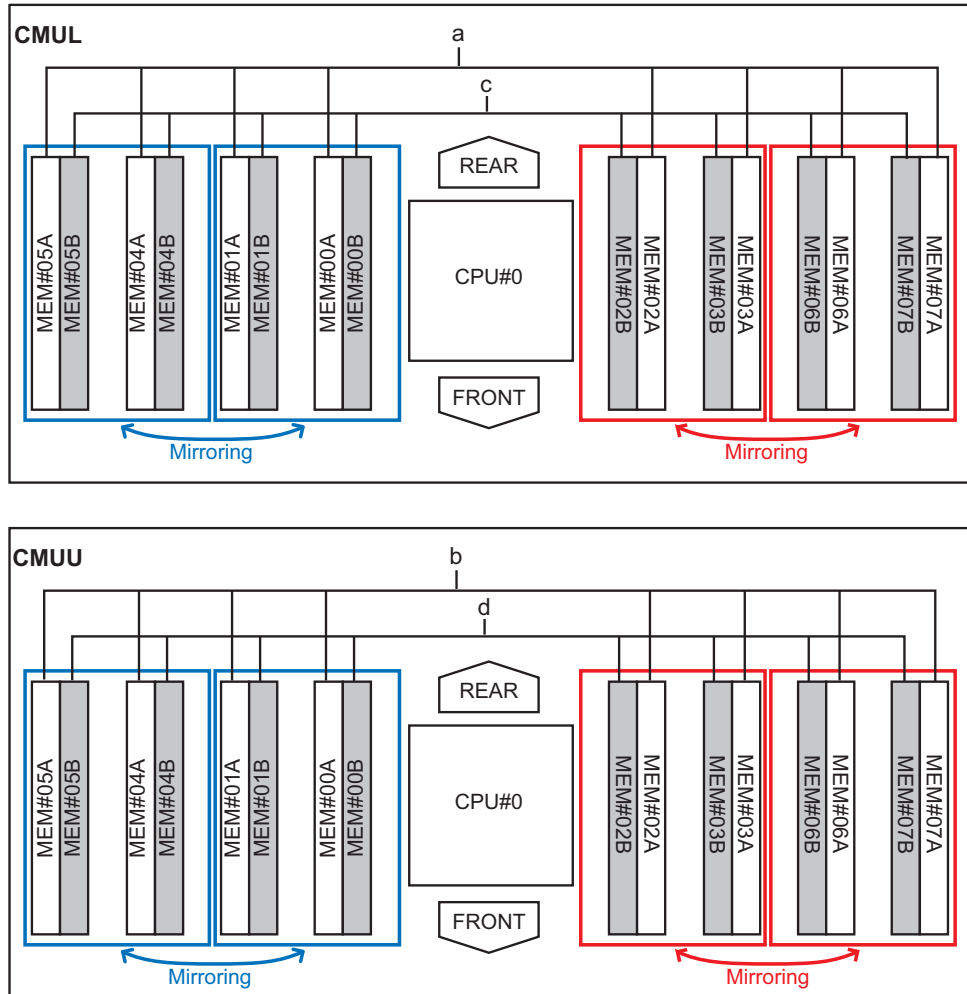 CMUL
a
c
REAR
MEM#05A
MEM#05B
MEM#04A
MEM#04B
MEM#01A
MEM#01B
MEM#00A
MEM#00B
CPU#0
MEM#02B
MEM#02A
MEM#03B
MEM#03A
MEM#06B
MEM#06A
MEM#07B
MEM#07A
FRONT
Mirroring
Mirroring
CMUU
b
d
REAR
MEM#05A
MEM#05B
MEM#04A
MEM#04B
MEM#01A
MEM#01B
MEM#00A
MEM#00B
CPU#0
MEM#02B
MEM#02A
MEM#03B
MEM#03A
MEM#06B
MEM#06A
MEM#07B
MEM#07A
FRONT
Mirroring
Mirroring